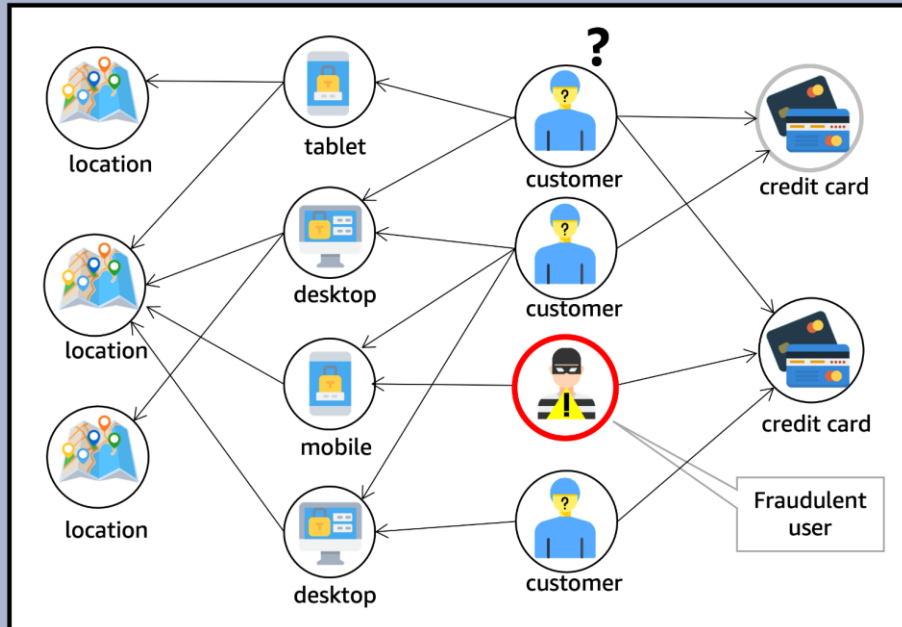 ?
location
tablet
?
customer
credit card
location
desktop
?
customer
location
mobile
!
credit card
Fraudulent
user
desktop
?
customer